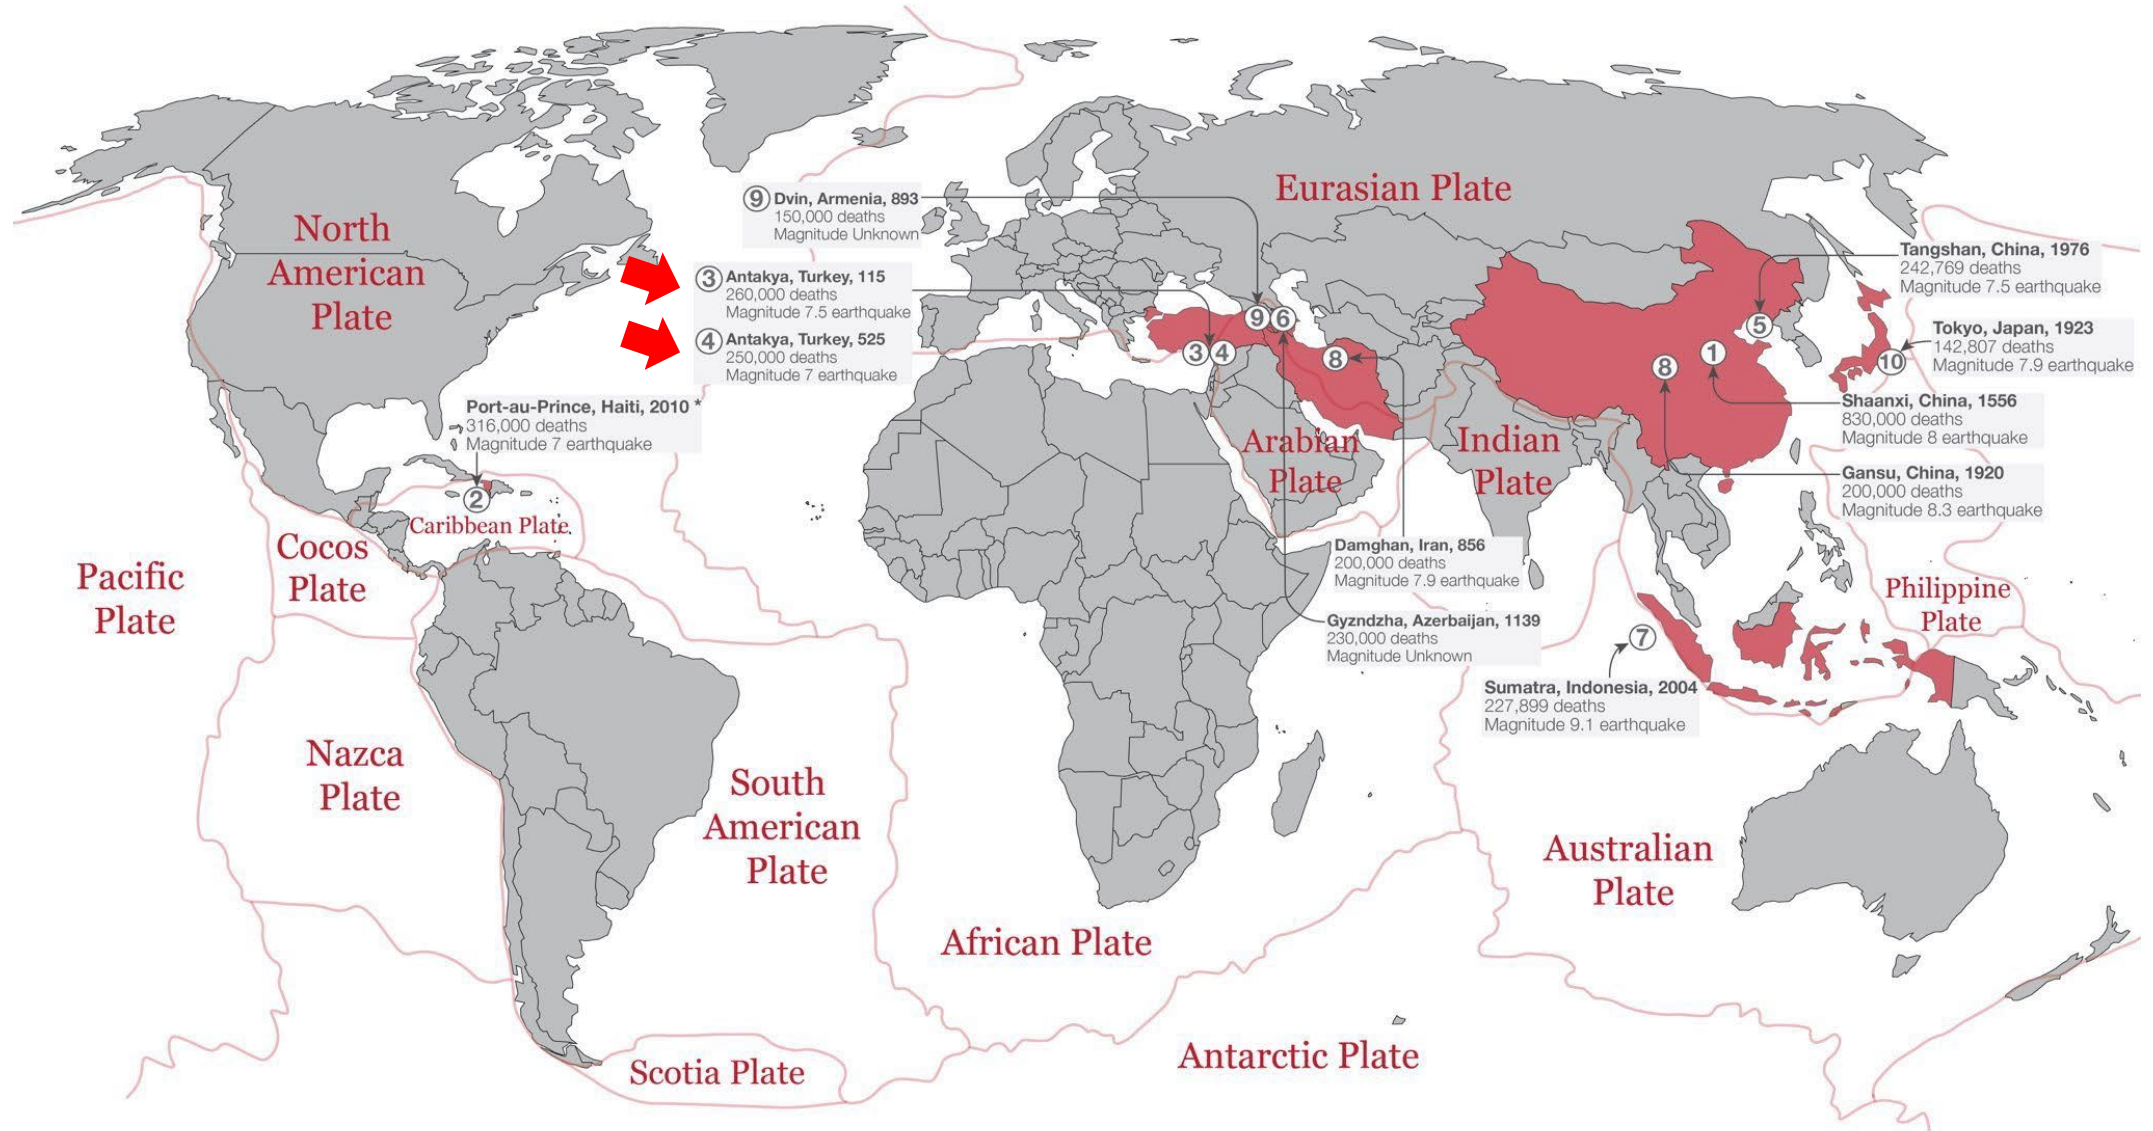 Eurasian Plate
9 Dvin, Armenia, 893
150,000 deaths
Magnitude Unknown
North
American
Plate
3 Antakya, Turkey, 115
260,000 deaths
Magnitude 7.5 earthquake
4 Antakya, Turkey, 525
250,000 deaths
Magnitude 7 earthquake
Tangshan, China, 1976
242,769 deaths
Magnitude 7.5 earthquake
Tokyo, Japan, 1923
142,807 deaths
Magnitude 7.9 earthquake
9 6
5
3 4
8
8
1
10
Port-au-Prince, Haiti, 2010 *
316,000 deaths
Magnitude 7 earthquake
2
Shaanxi, China, 1556
830,000 deaths
Magnitude 8 earthquake
Arabian
Plate
Indian
Plate
Gansu, China, 1920
200,000 deaths
Magnitude 8.3 earthquake
Caribbean Plate
Cocos
Plate
Pacific
Plate
Damghan, Iran, 856
200,000 deaths
Magnitude 7.9 earthquake
Gyzndzha, Azerbaijan, 1139
230,000 deaths
Magnitude Unknown
Philippine
Plate
7
Sumatra, Indonesia, 2004
227,899 deaths
Magnitude 9.1 earthquake
Nazca
Plate
South
American
Plate
Australian
Plate
African Plate
Antarctic Plate
Scotia Plate